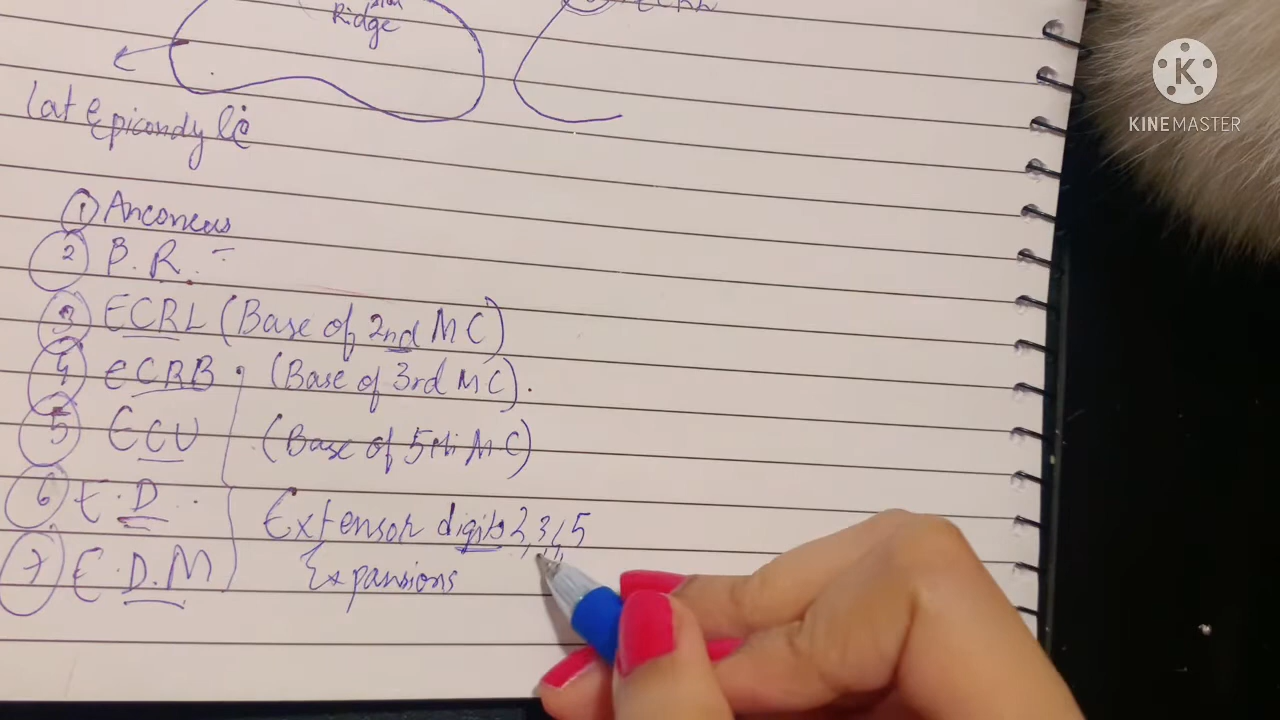 Ridge
lat Epicondyle
1 Anconeus
2 B.R.
3 ECRL (Base of 2nd MC)
4 ECRB (Base of 3rd MC).
5 ECU (Base of 5th MC)
6 E.D.
Extensor digits 2, 3, 4, 5
7 E.D.M
Expansions
K
KINEMASTER